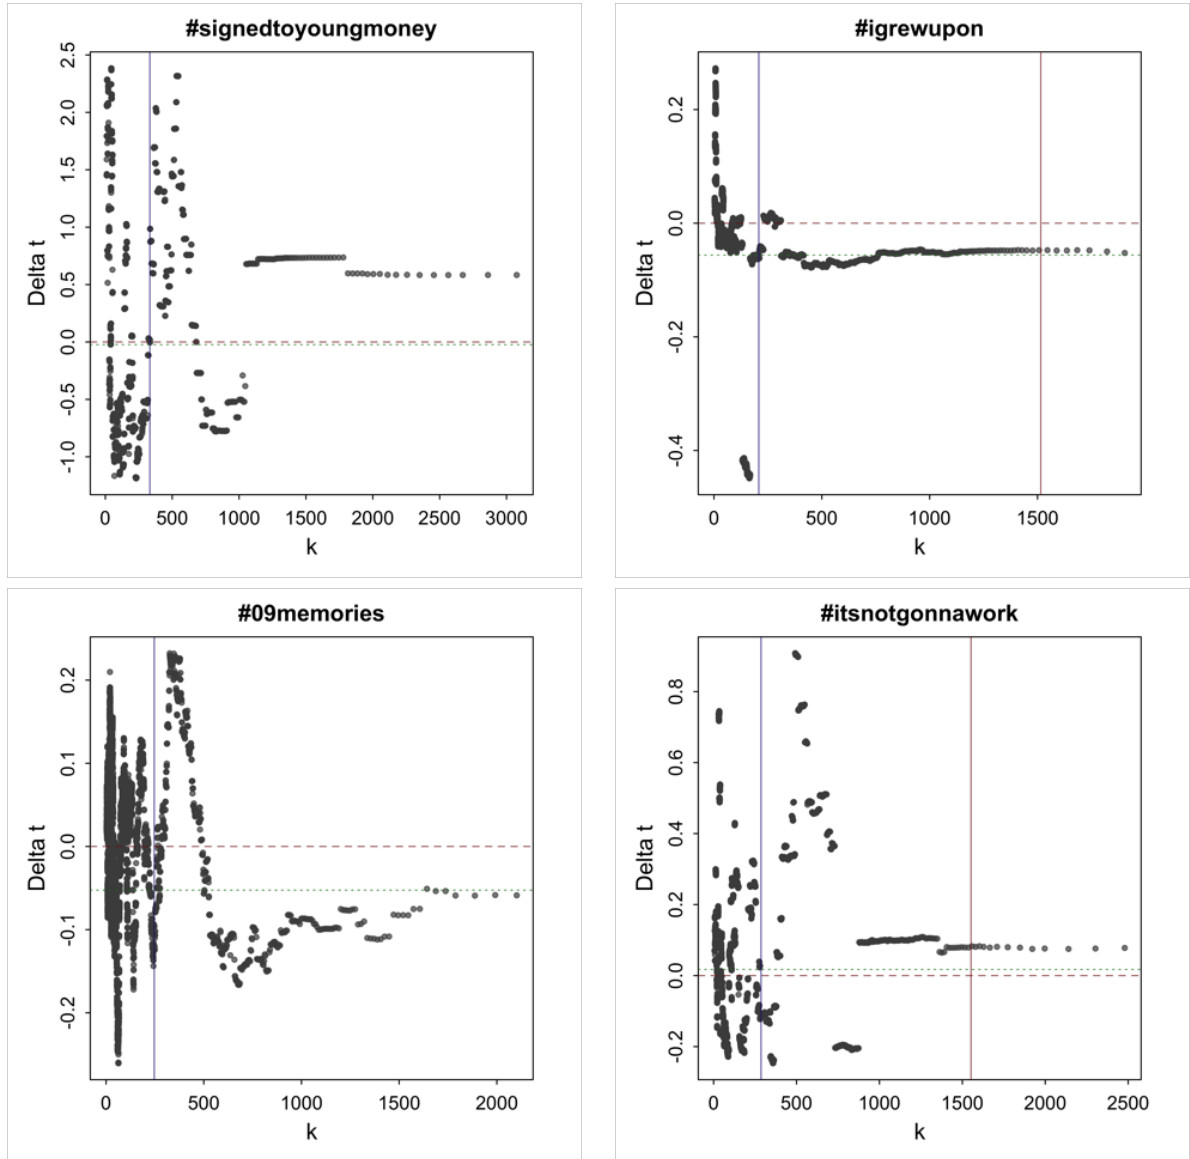 #signedtoyoungmoney
2.5
2.0
1.5
1.0
0.5
0.0
-0.5
-1.0
Delta t
0 500 1000 1500 2000 2500 3000
k
#igrewupon
0.2
0.0
-0.2
-0.4
Delta t
0 500 1000 1500
k
#09memories
0.2
0.1
0.0
-0.1
-0.2
Delta t
0 500 1000 1500 2000
k
#itsnotgonnawork
0.8
0.6
0.4
0.2
0.0
-0.2
Delta t
0 500 1000 1500 2000 2500
k